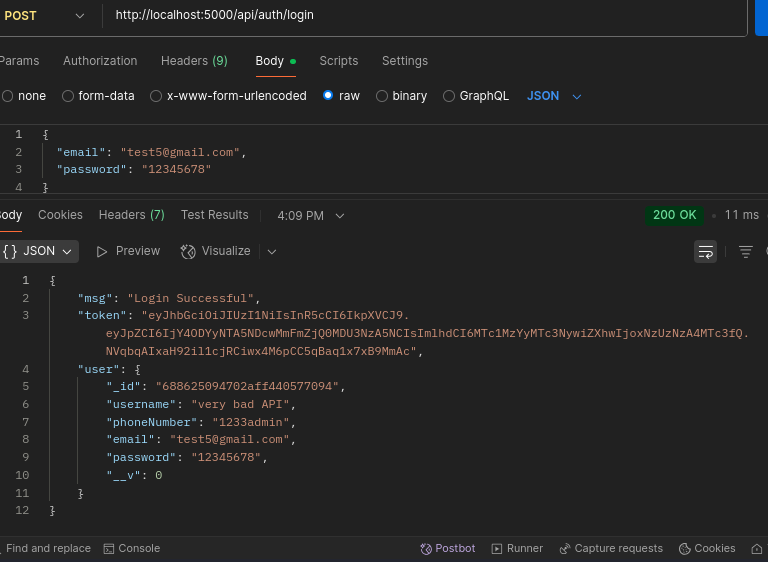 POST http://localhost:5000/api/auth/login
Params Authorization Headers (9) Body Scripts Settings
none form-data x-www-form-urlencoded raw binary GraphQL JSON
1 {
2 "email": "test5@gmail.com",
3 "password": "12345678"
4 }
Body Cookies Headers (7) Test Results 4:09 PM 200 OK 11 ms
{} JSON Preview Visualize
1 {
2 "msg": "Login Successful",
3 "token": "eyJhbGciOiJIUzI1NiIsInR5cCI6IkpXVCJ9.
eyJpZCI6IjY4ODYyNTA5NDcwMmFmZjQ0MDU3NzA5NCIsImlhdCI6MTc1MzYyMTc3NywiZXhwIjoxNzUzNzA4MTc3fQ.
NVqbqAIxaH92il1cjRCiwx4M6pCC5qBaq1x7xB9MmAc",
4 "user": {
5 "_id": "688625094702aff440577094",
6 "username": "very bad API",
7 "phoneNumber": "1233admin",
8 "email": "test5@gmail.com",
9 "password": "12345678",
10 "__v": 0
11 }
12 }
Find and replace Console Postbot Runner Capture requests Cookies